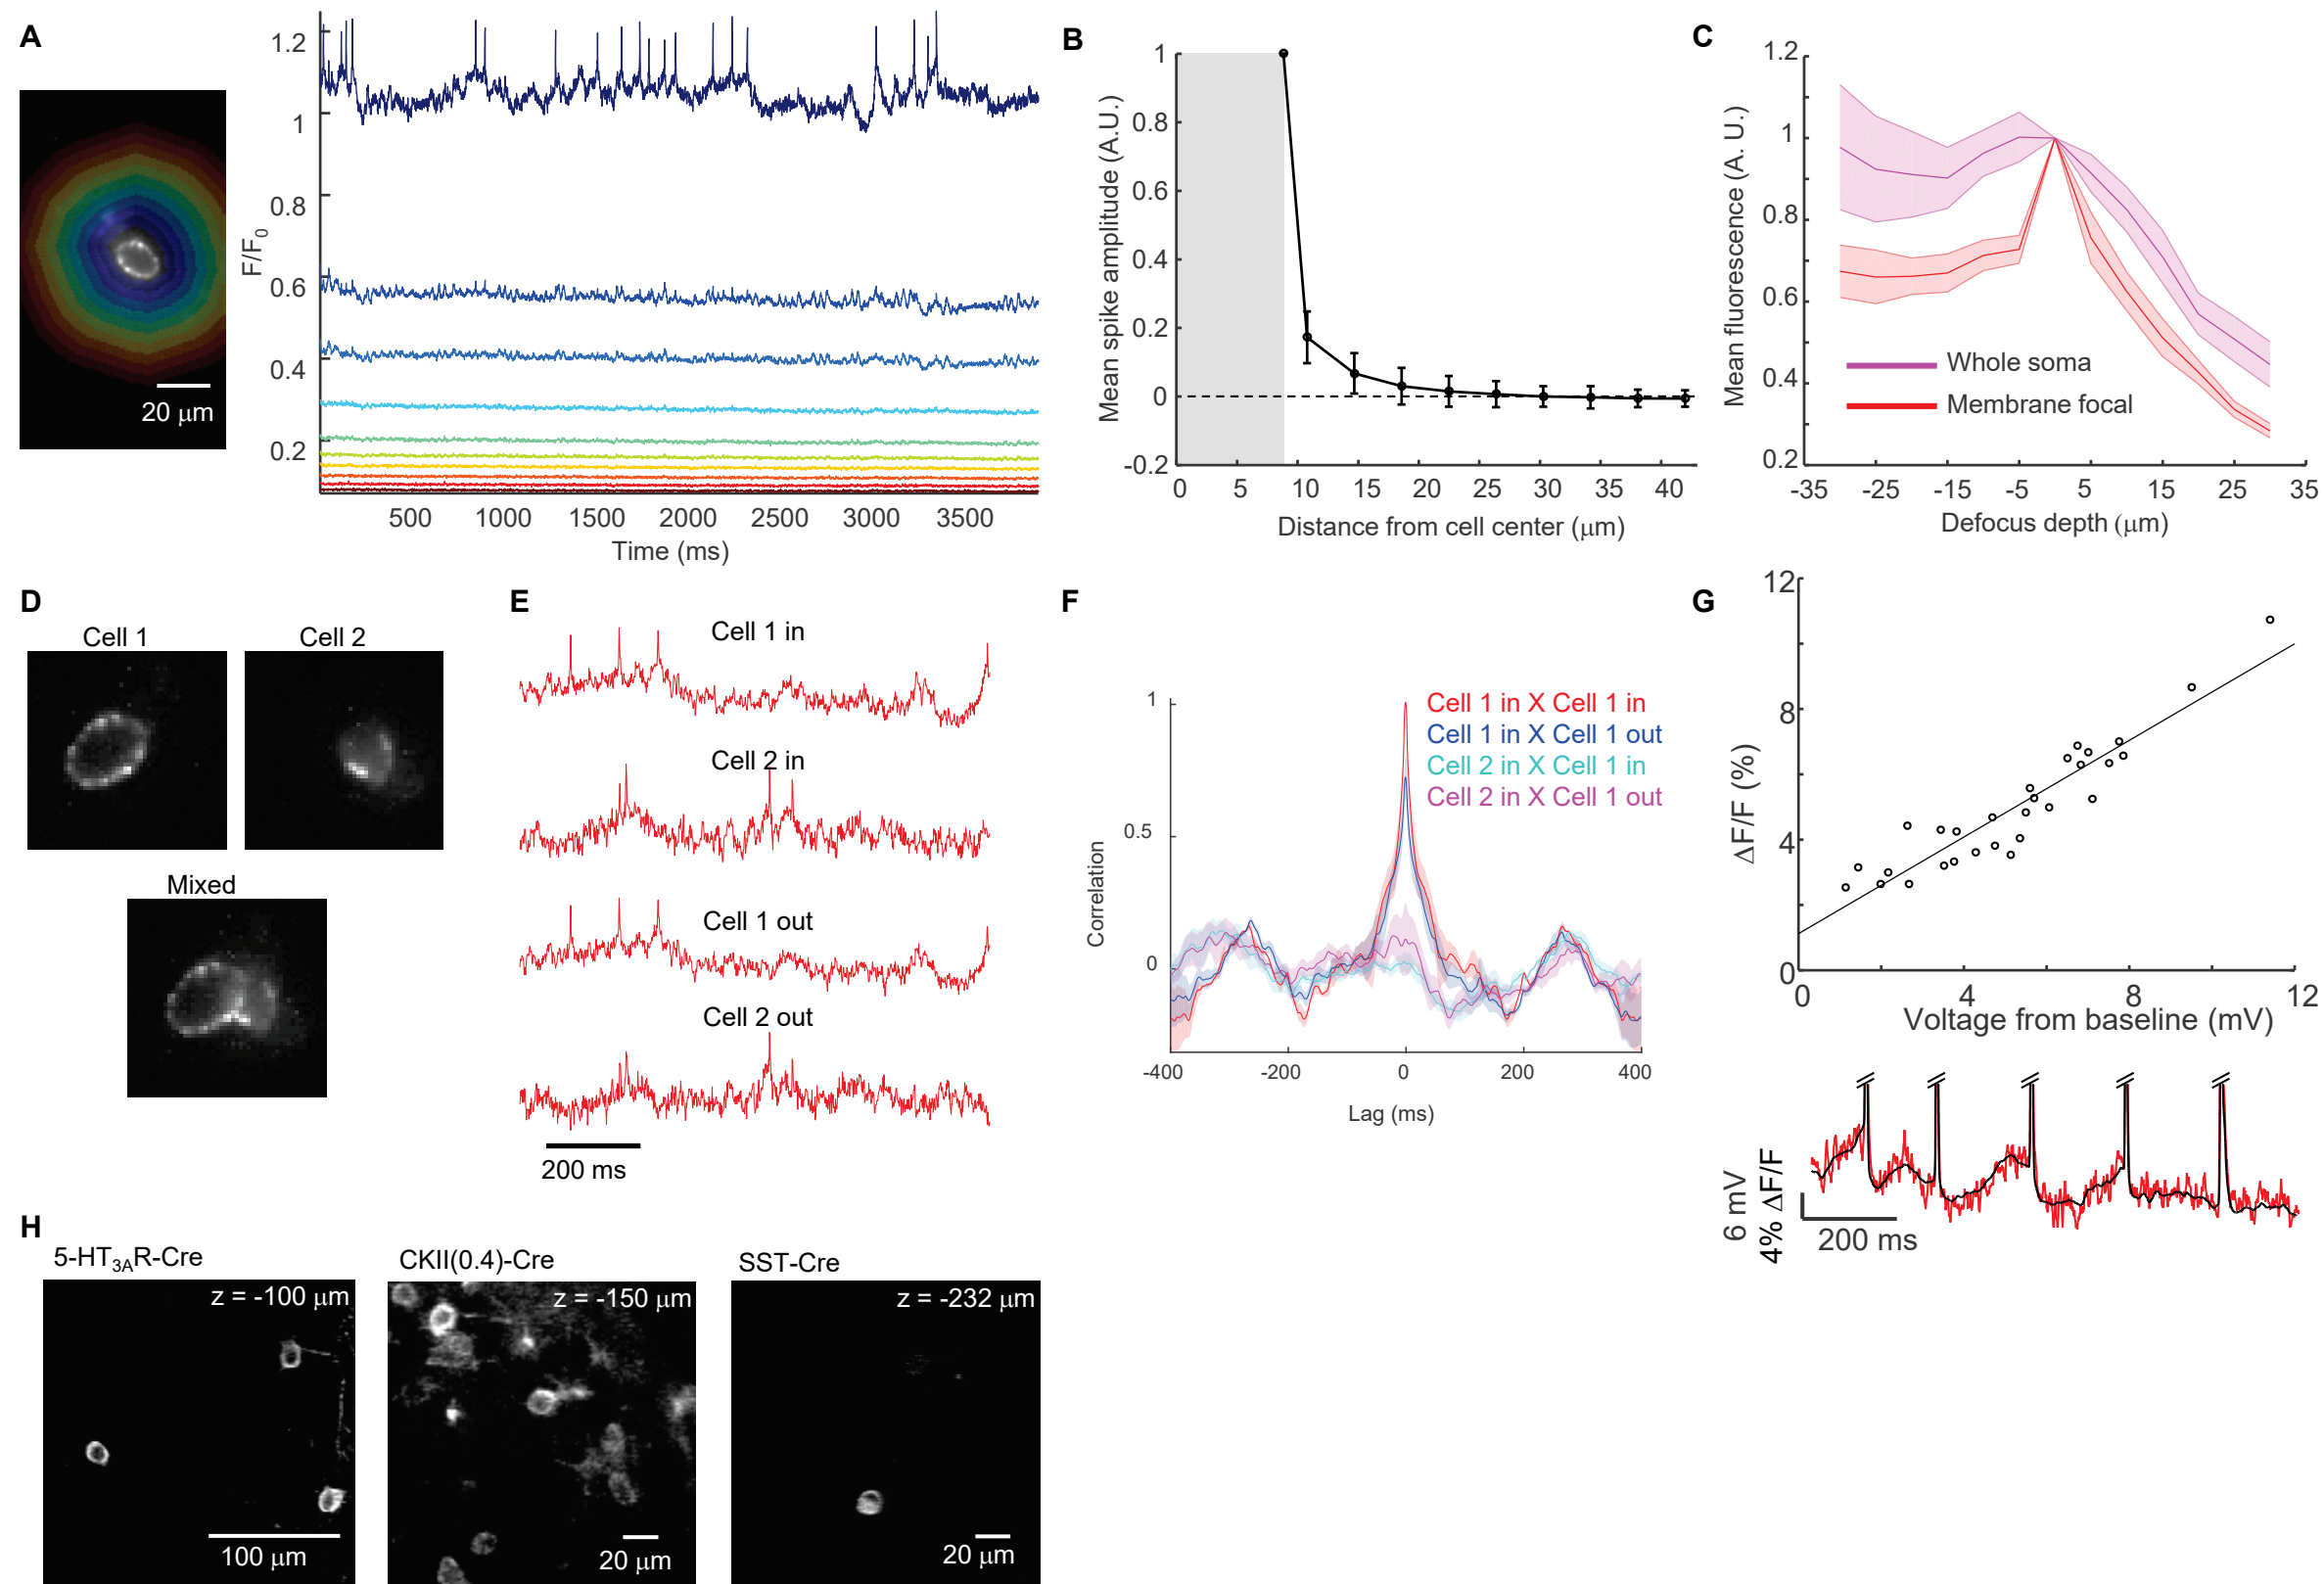 A
20 μm
F/F0
1.2
1
0.8
0.6
0.4
0.2
500 1000 1500 2000 2500 3000 3500
Time (ms)
B
Mean spike amplitude (A.U.)
1
0.8
0.6
0.4
0.2
0
-0.2
0 5 10 15 20 25 30 35 40
Distance from cell center (μm)
C
Mean fluorescence (A. U.)
1.2
1
0.8
0.6
0.4
0.2
Whole soma
Membrane focal
-35 -25 -15 -5 5 15 25 35
Defocus depth (μm)
D
Cell 1
Cell 2
Mixed
E
Cell 1 in
Cell 2 in
Cell 1 out
Cell 2 out
200 ms
F
Correlation
1
0.5
0
Cell 1 in X Cell 1 in
Cell 1 in X Cell 1 out
Cell 2 in X Cell 1 in
Cell 2 in X Cell 1 out
-400 -200 0 200 400
Lag (ms)
G
ΔF/F (%)
12
8
4
0
0 4 8 12
Voltage from baseline (mV)
6 mV
4% ΔF/F
200 ms
H
5-HT3AR-Cre
z = -100 μm
100 μm
CKII(0.4)-Cre
z = -150 μm
20 μm
SST-Cre
z = -232 μm
20 μm